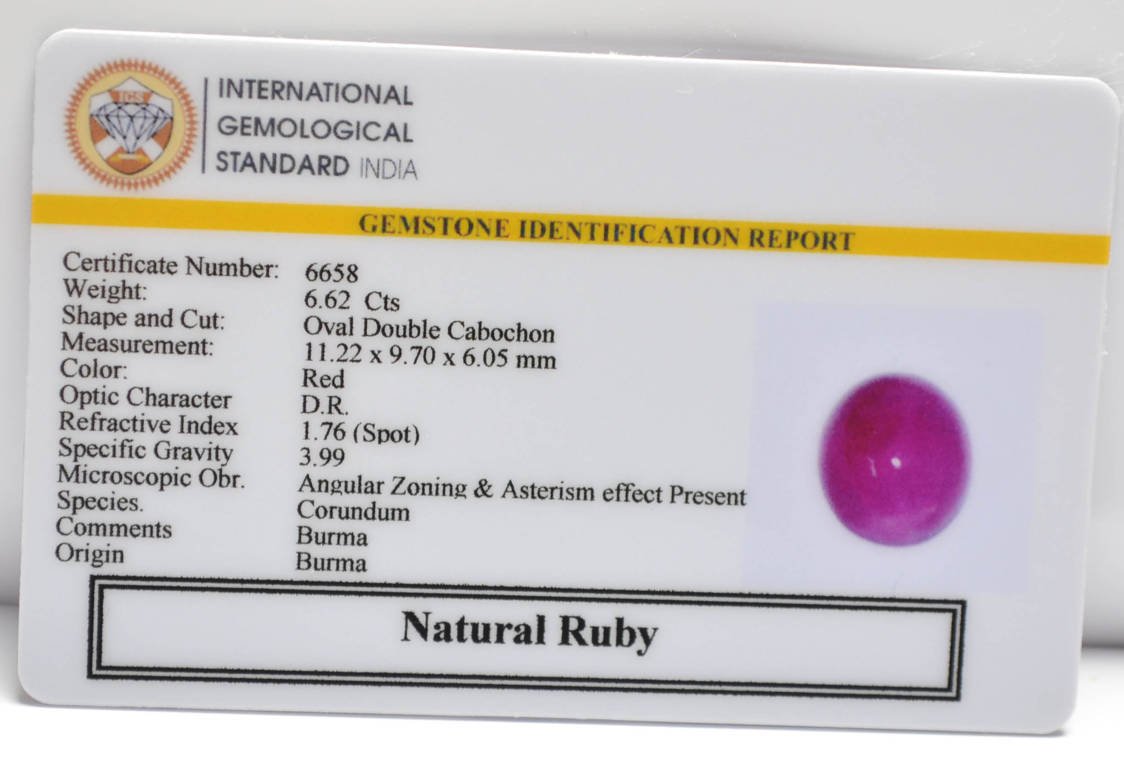 IGS
INTERNATIONAL
GEMOLOGICAL
STANDARD INDIA
GEMSTONE IDENTIFICATION REPORT
Certificate Number: 6658
Weight: 6.62 Cts
Shape and Cut: Oval Double Cabochon
Measurement: 11.22 x 9.70 x 6.05 mm
Color: Red
Optic Character D.R.
Refractive Index 1.76 (Spot)
Specific Gravity 3.99
Microscopic Obr. Angular Zoning & Asterism effect Present
Species. Corundum
Comments Burma
Origin Burma
Natural Ruby